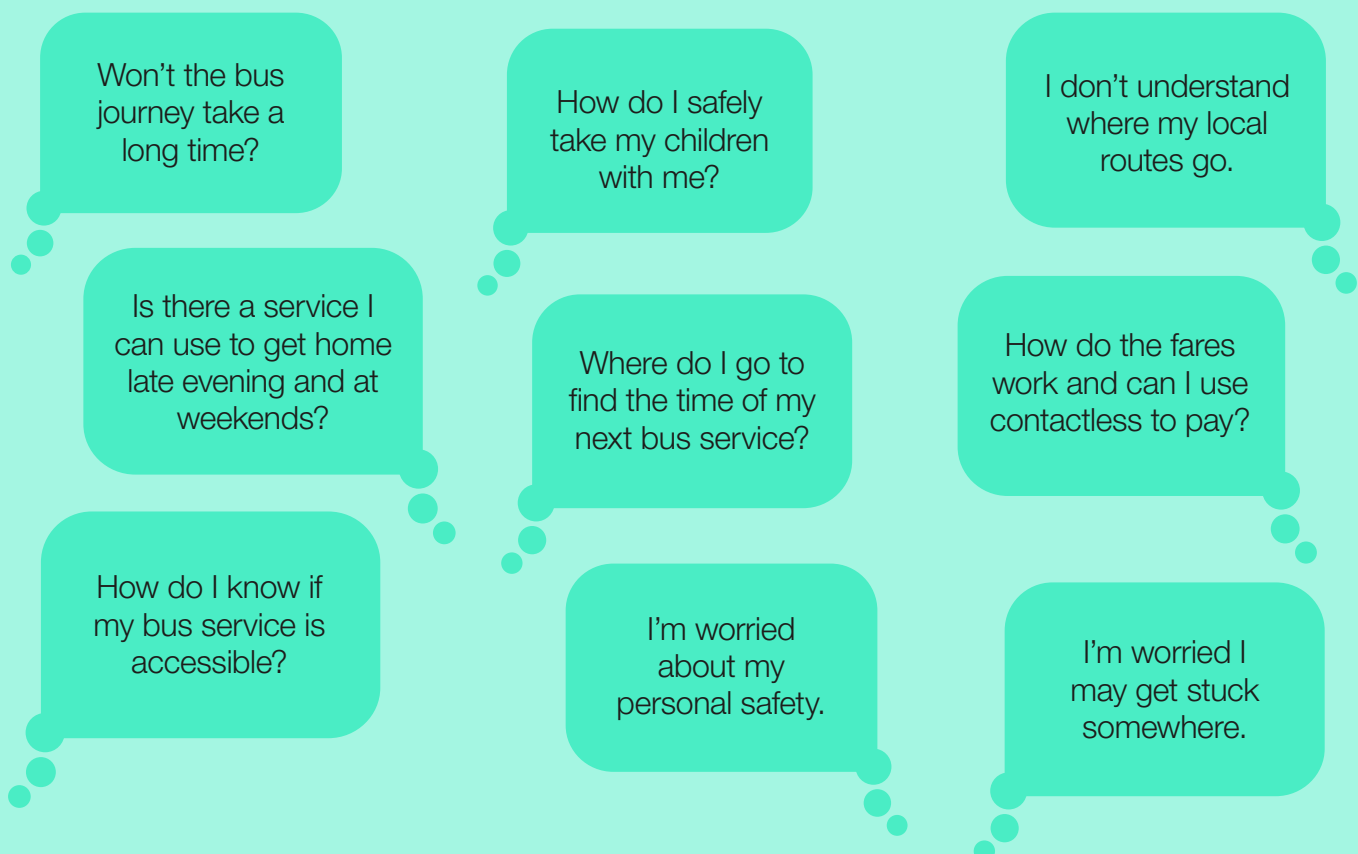 Won’t the bus
journey take a
long time?
How do I safely
take my children
with me?
I don’t understand
where my local
routes go.
Is there a service I
can use to get home
late evening and at
weekends?
Where do I go to
find the time of my
next bus service?
How do the fares
work and can I use
contactless to pay?
How do I know if
my bus service is
accessible?
I’m worried
about my
personal safety.
I’m worried I
may get stuck
somewhere.